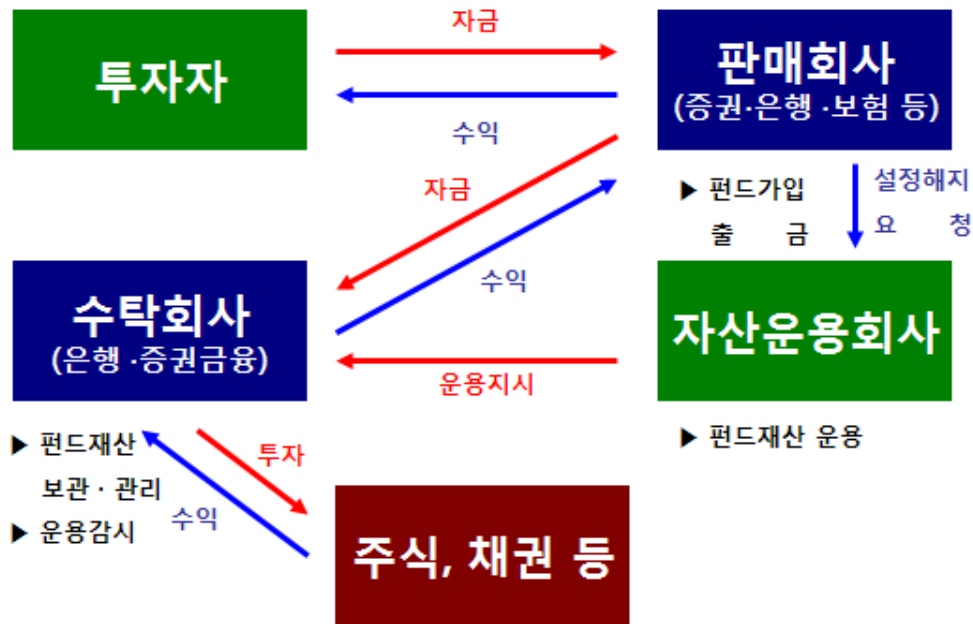 자금
투자자
판매회사
(증권·은행 ·보험 등)
수익
자금
▶ 펀드가입
출 금
설정해지
요 청
수익
수탁회사
(은행 ·증권금융)
자산운용회사
운용지시
▶ 펀드재산
보관 · 관리
▶ 운용감시
투자
수익
▶ 펀드재산 운용
주식, 채권 등